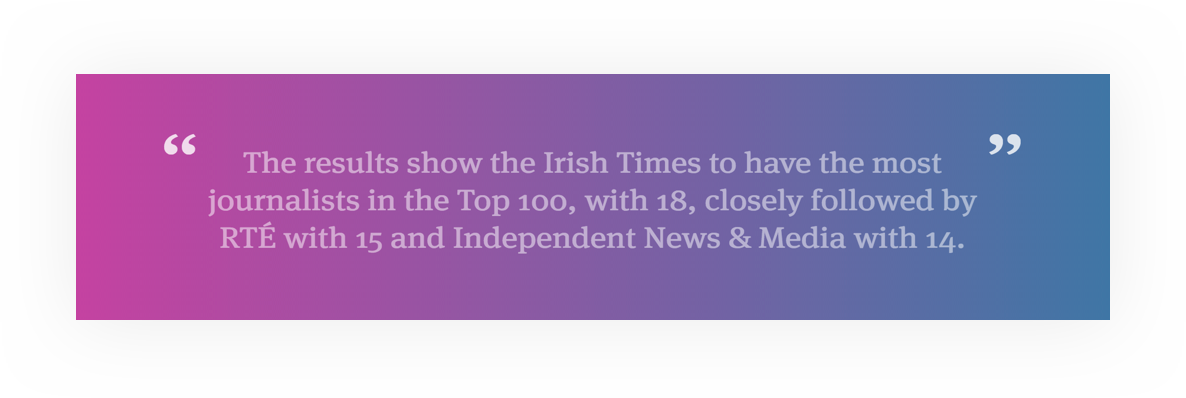 “ The results show the Irish Times to have the most ”
journalists in the Top 100, with 18, closely followed by
RTÉ with 15 and Independent News & Media with 14.